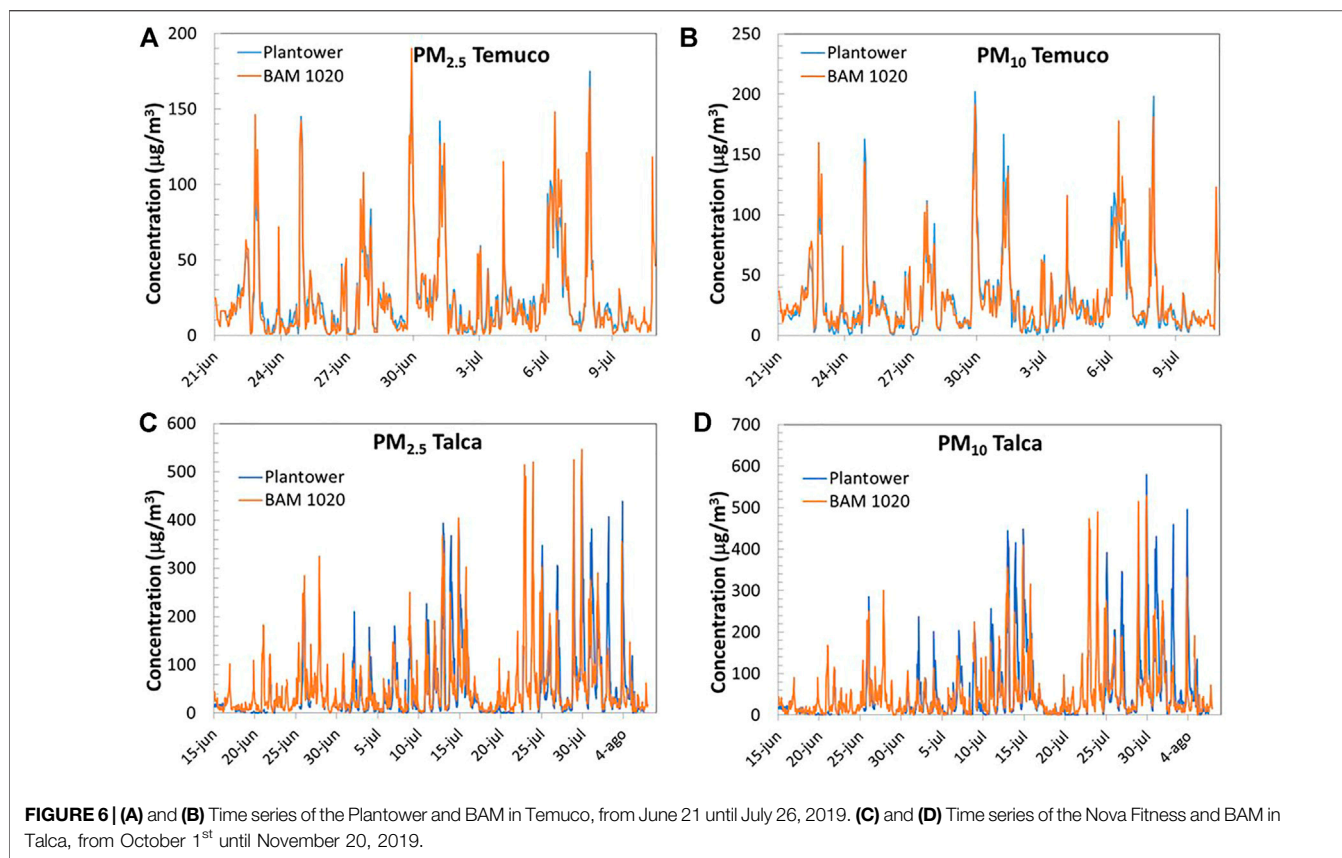 A
PM2.5 Temuco
Plantower
BAM 1020
Concentration (µg/m³)
200
150
100
50
0
21-jun
24-jun
27-jun
30-jun
3-jul
6-jul
9-jul
B
PM10 Temuco
Plantower
BAM 1020
Concentration (µg/m³)
250
200
150
100
50
0
21-jun
24-jun
27-jun
30-jun
3-jul
6-jul
9-jul
C
PM2.5 Talca
Plantower
BAM 1020
Concentration (µg/m³)
600
500
400
300
200
100
0
15-jun
20-jun
25-jun
30-jun
5-jul
10-jul
15-jul
20-jul
25-jul
30-jul
4-ago
D
PM10 Talca
Plantower
BAM 1020
Concentration (µg/m³)
700
600
500
400
300
200
100
0
15-jun
20-jun
25-jun
30-jun
5-jul
10-jul
15-jul
20-jul
25-jul
30-jul
4-ago
FIGURE 6 | (A) and (B) Time series of the Plantower and BAM in Temuco, from June 21 until July 26, 2019. (C) and (D) Time series of the Nova Fitness and BAM in
Talca, from October 1st until November 20, 2019.